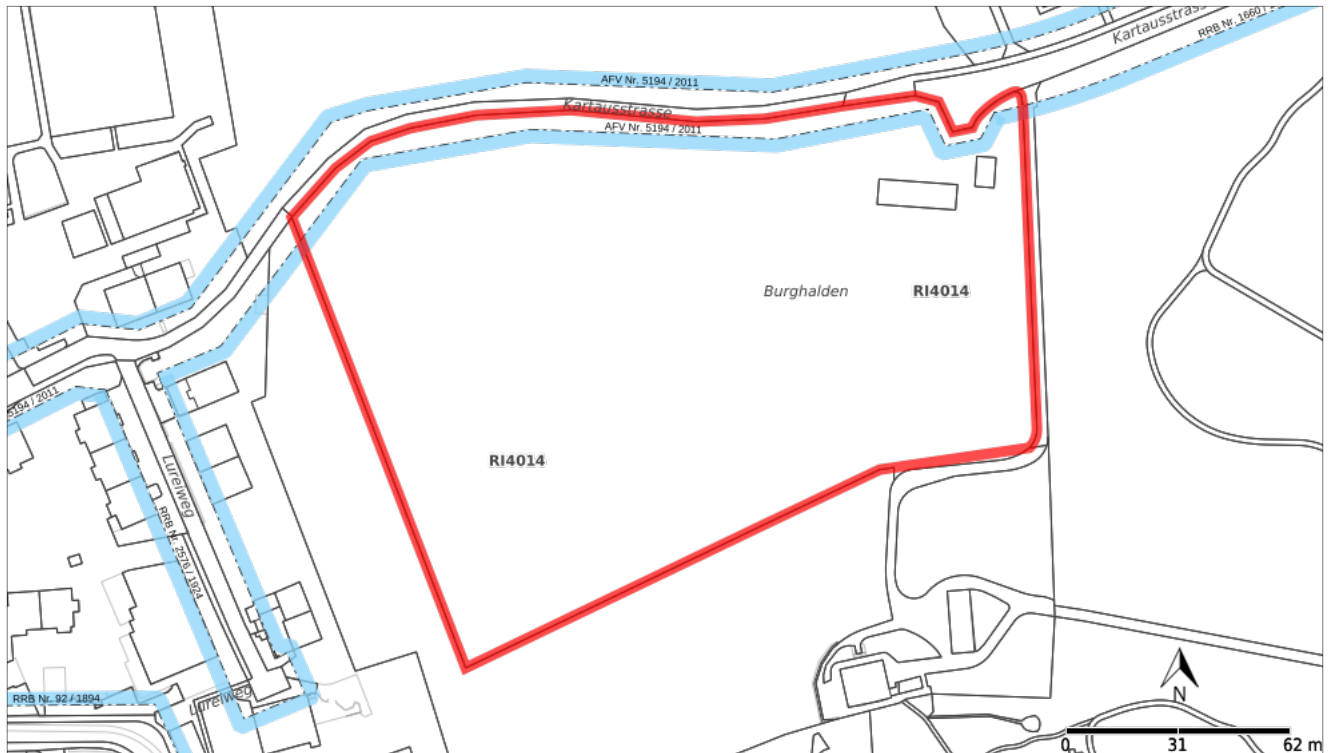 Kartausstrasse
RRB Nr. 1660 /
AFV Nr. 5194 / 2011
Kartausstrasse
AFV Nr. 5194 / 2011
Burghalden
RI4014
5194 / 2011
RI4014
Lureiweg
RRB Nr. 2576 / 1924
N
RRB Nr. 92 / 1894
Lureiweg
0 31 62 m